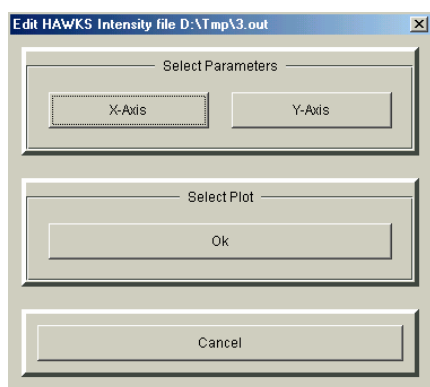 Edit HAWKS Intensity file D:\Tmp\3.out
Select Parameters
X-Axis Y-Axis
Select Plot
Ok
Cancel